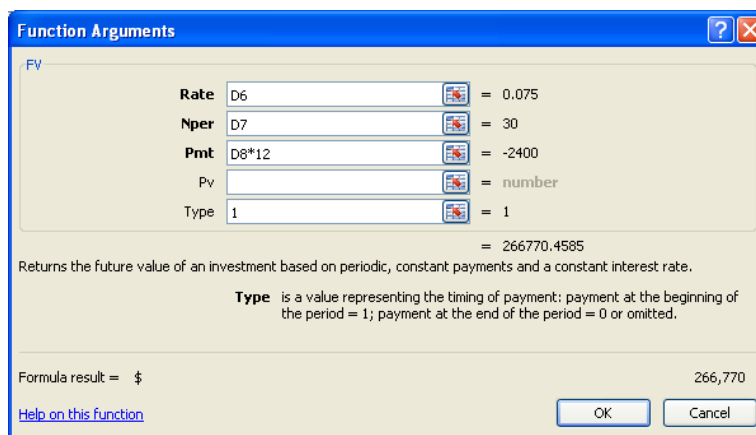 Function Arguments
FV
Rate D6 = 0.075
Nper D7 = 30
Pmt D8*12 = -2400
Pv = number
Type 1 = 1
= 266770.4585
Returns the future value of an investment based on periodic, constant payments and a constant interest rate.
Type is a value representing the timing of payment: payment at the beginning of
the period = 1; payment at the end of the period = 0 or omitted.
Formula result = $ 266,770
Help on this function OK Cancel